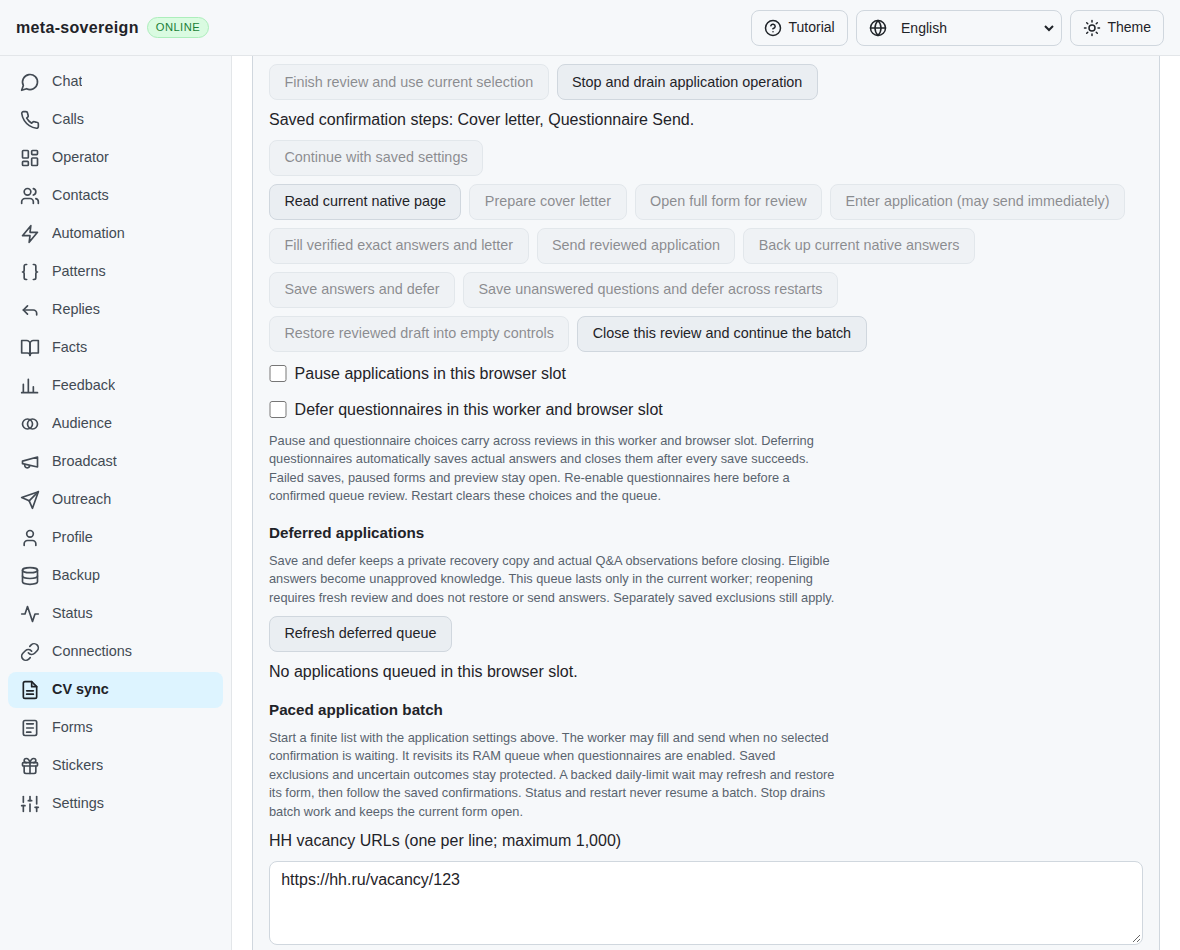 meta-sovereign ONLINE Tutorial English Theme
Chat
Calls
Operator
Contacts
Automation
Patterns
Replies
Facts
Feedback
Audience
Broadcast
Outreach
Profile
Backup
Status
Connections
CV sync
Forms
Stickers
Settings
Finish review and use current selection Stop and drain application operation
Saved confirmation steps: Cover letter, Questionnaire Send.
Continue with saved settings
Read current native page Prepare cover letter Open full form for review Enter application (may send immediately)
Fill verified exact answers and letter Send reviewed application Back up current native answers
Save answers and defer Save unanswered questions and defer across restarts
Restore reviewed draft into empty controls Close this review and continue the batch
Pause applications in this browser slot
Defer questionnaires in this worker and browser slot
Pause and questionnaire choices carry across reviews in this worker and browser slot. Deferring
questionnaires automatically saves actual answers and closes them after every save succeeds.
Failed saves, paused forms and preview stay open. Re-enable questionnaires here before a
confirmed queue review. Restart clears these choices and the queue.
Deferred applications
Save and defer keeps a private recovery copy and actual Q&A observations before closing. Eligible
answers become unapproved knowledge. This queue lasts only in the current worker; reopening
requires fresh review and does not restore or send answers. Separately saved exclusions still apply.
Refresh deferred queue
No applications queued in this browser slot.
Paced application batch
Start a finite list with the application settings above. The worker may fill and send when no selected
confirmation is waiting. It revisits its RAM queue when questionnaires are enabled. Saved
exclusions and uncertain outcomes stay protected. A backed daily-limit wait may refresh and restore
its form, then follow the saved confirmations. Status and restart never resume a batch. Stop drains
batch work and keeps the current form open.
HH vacancy URLs (one per line; maximum 1,000)
https://hh.ru/vacancy/123